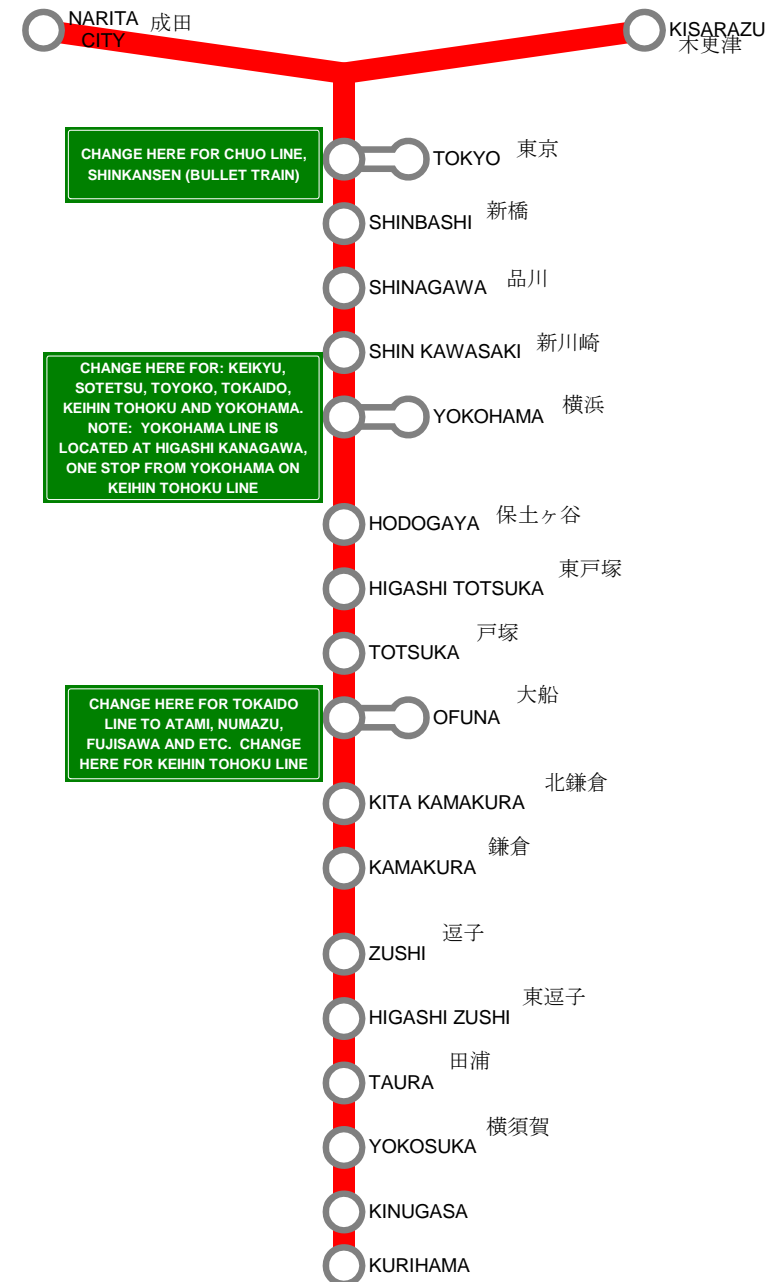 NARITA 成田
CITY
KISARAZU
木更津
CHANGE HERE FOR CHUO LINE,
SHINKANSEN (BULLET TRAIN)
TOKYO 東京
SHINBASHI 新橋
SHINAGAWA 品川
SHIN KAWASAKI 新川崎
CHANGE HERE FOR: KEIKYU,
SOTETSU, TOYOKO, TOKAIDO,
KEIHIN TOHOKU AND YOKOHAMA.
NOTE: YOKOHAMA LINE IS
LOCATED AT HIGASHI KANAGAWA,
ONE STOP FROM YOKOHAMA ON
KEIHIN TOHOKU LINE
YOKOHAMA 横浜
HODOGAYA 保土ヶ谷
HIGASHI TOTSUKA 東戸塚
TOTSUKA 戸塚
CHANGE HERE FOR TOKAIDO
LINE TO ATAMI, NUMAZU,
FUJISAWA AND ETC. CHANGE
HERE FOR KEIHIN TOHOKU LINE
OFUNA 大船
KITA KAMAKURA 北鎌倉
KAMAKURA 鎌倉
ZUSHI 逗子
HIGASHI ZUSHI 東逗子
TAURA 田浦
YOKOSUKA 横須賀
KINUGASA
KURIHAMA